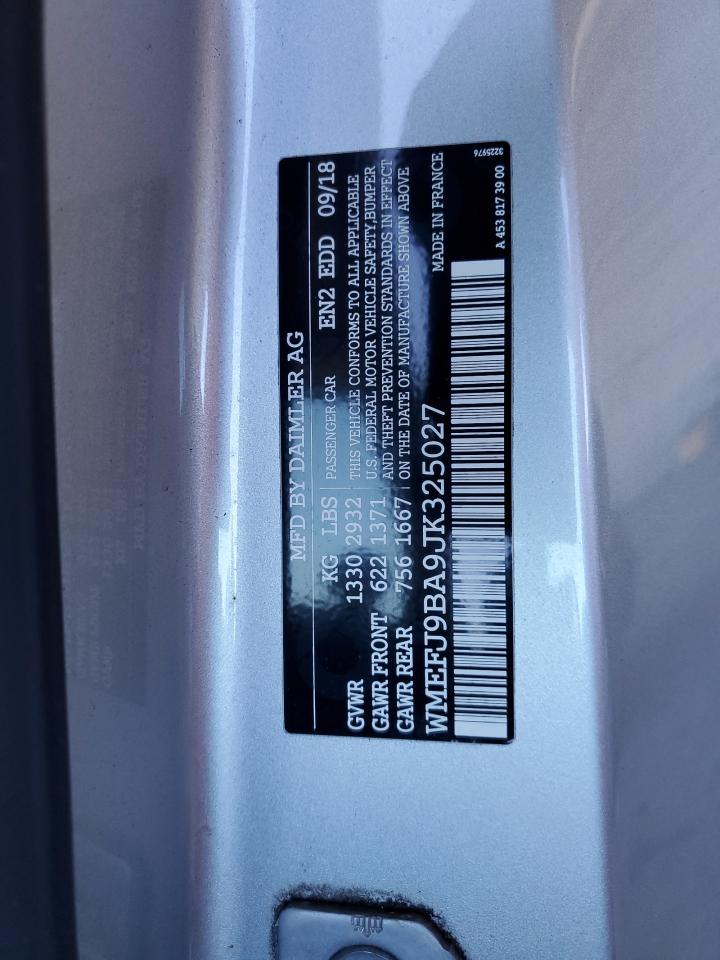 MFD BY DAIMLER AG
KG LBS PASSENGER CAR EN2 EDD 09/18
GVWR 1330 2932 THIS VEHICLE CONFORMS TO ALL APPLICABLE
GAWR FRONT 622 1371 U.S. FEDERAL MOTOR VEHICLE SAFETY, BUMPER
GAWR REAR 756 1667 AND THEFT PREVENTION STANDARDS IN EFFECT
ON THE DATE OF MANUFACTURE SHOWN ABOVE
WMEFJ9BA9JK325027 MADE IN FRANCE
3225976
A 453 817 39 00